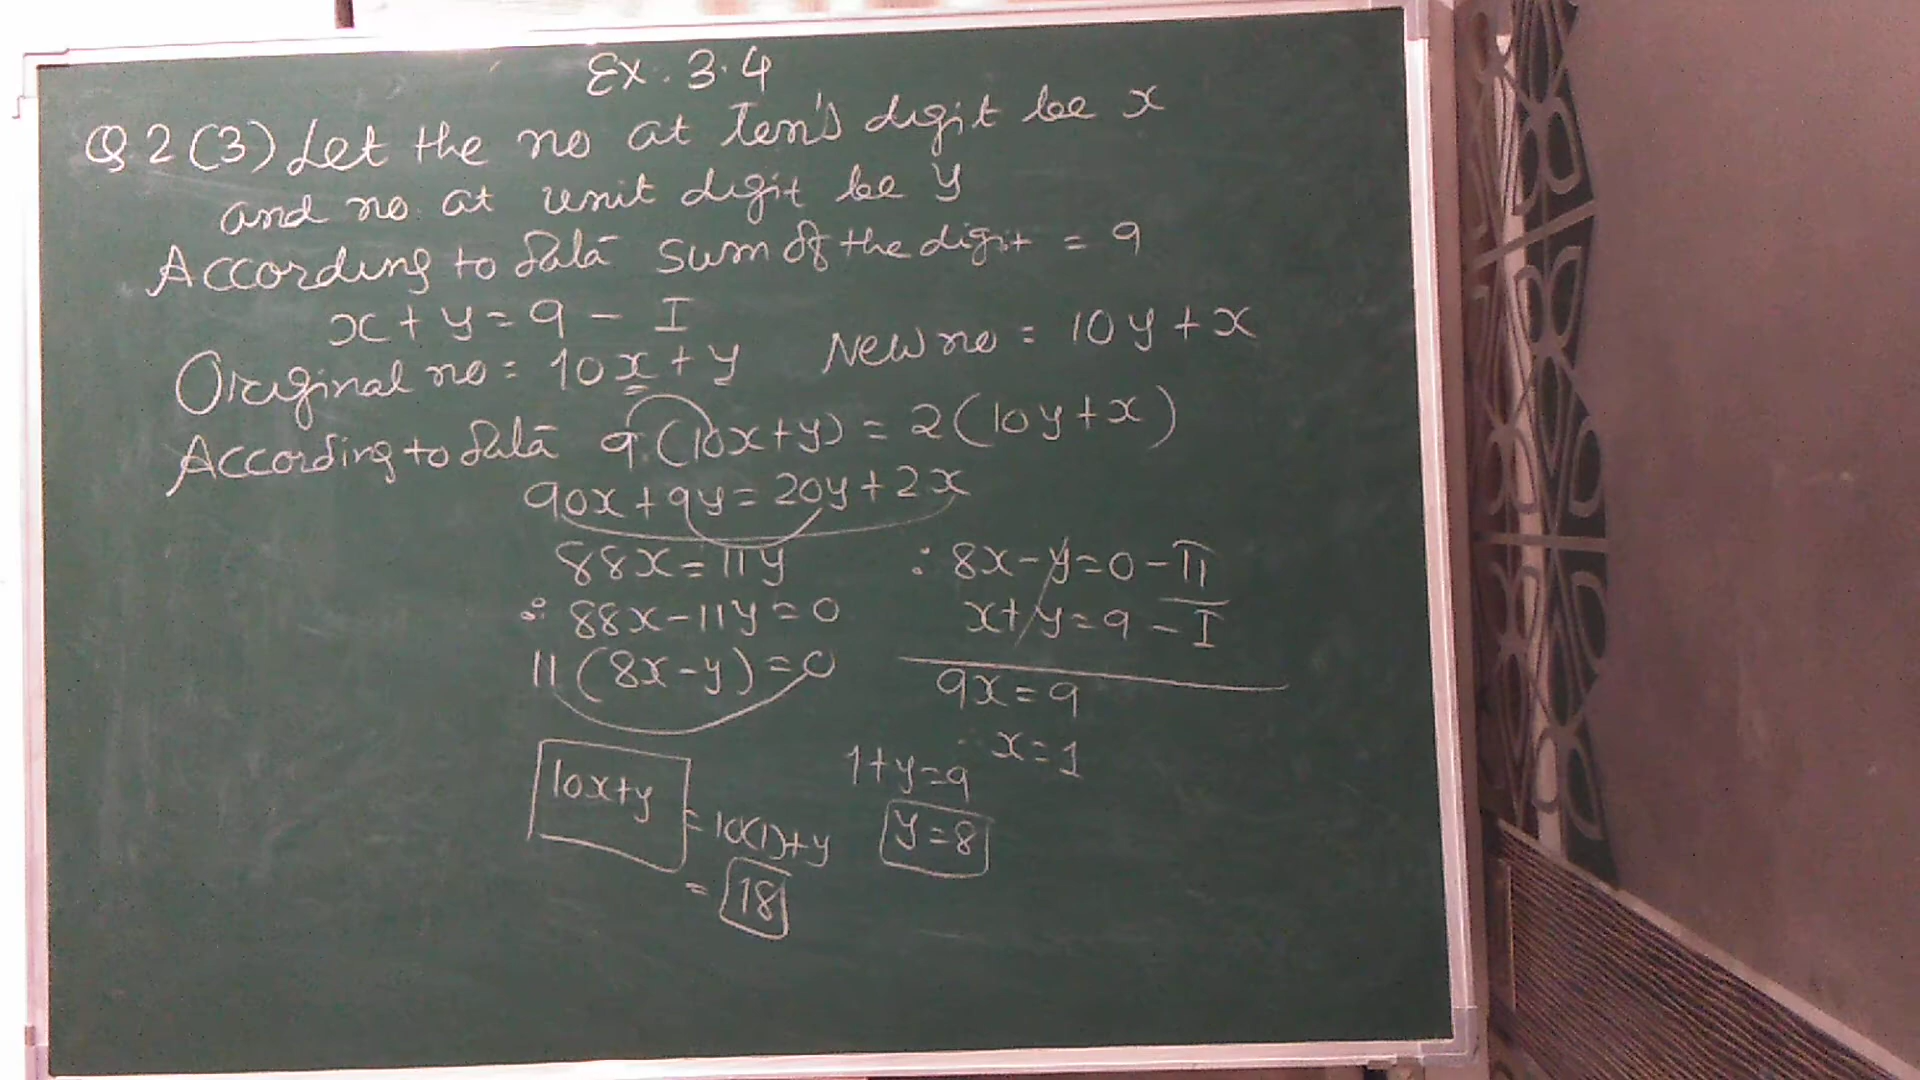 Ex. 3.4
Q 2 (3) Let the no at Ten's digit be x
and no at unit digit be y
According to Data sum of the digit = 9
x + y = 9 - I
Original no = 10x + y New no = 10y + x
According to Data 9(10x+y) = 2(10y+x)
90x + 9y = 20y + 2x
88x = 11y
∴ 88x - 11y = 0
11(8x-y) = 0
∴ 8x - y = 0 - II
x + y = 9 - I
9x = 9
∴ x = 1
1 + y = 9
y = 8
10x+y
= 10(1)+y
= 18